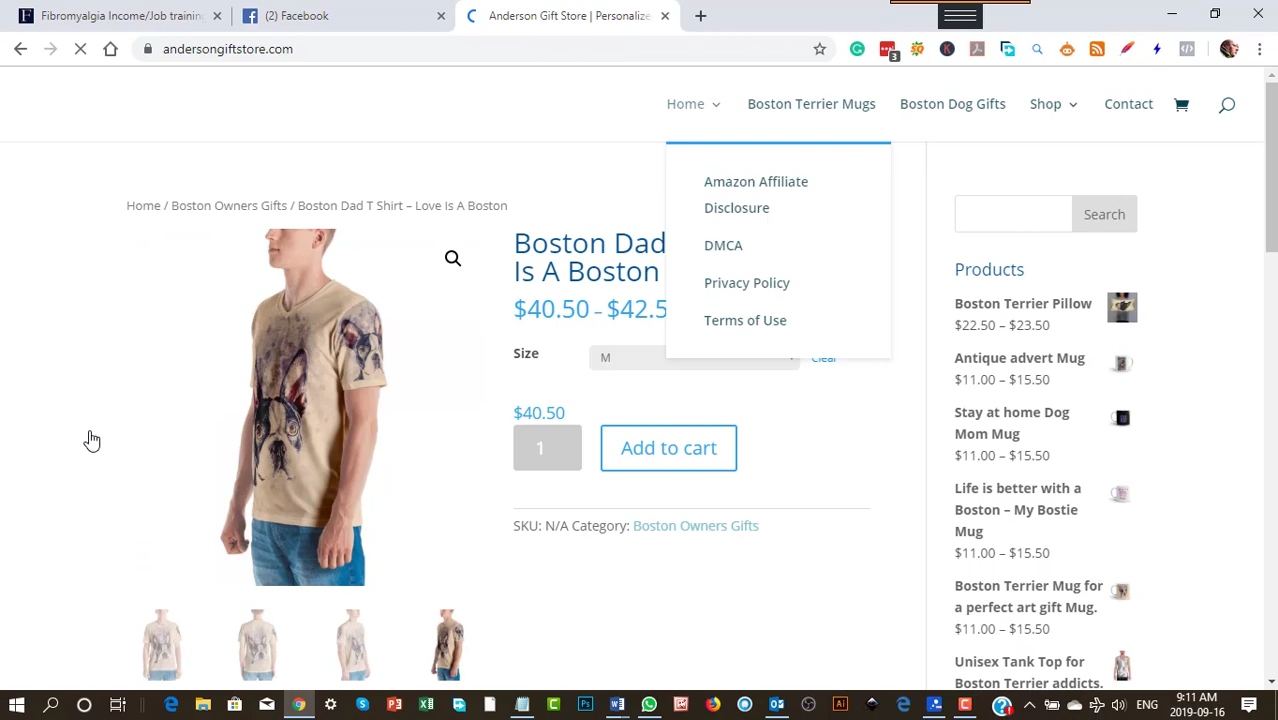 Fibromyalgia Income/Job training
Facebook
Anderson Gift Store | Personalize
andersongiftstore.com
3
Home
Boston Terrier Mugs
Boston Dog Gifts
Shop
Contact
Amazon Affiliate
Disclosure
DMCA
Privacy Policy
Terms of Use
Home / Boston Owners Gifts / Boston Dad T Shirt – Love Is A Boston
Boston Dad
Is A Boston
$40.50 – $42.5
Size
M
Clear
$40.50
1
Add to cart
SKU: N/A Category: Boston Owners Gifts
Search
Products
Boston Terrier Pillow
$22.50 – $23.50
Antique advert Mug
$11.00 – $15.50
Stay at home Dog
Mom Mug
$11.00 – $15.50
Life is better with a
Boston – My Bostie
Mug
$11.00 – $15.50
Boston Terrier Mug for
a perfect art gift Mug.
$11.00 – $15.50
Unisex Tank Top for
Boston Terrier addicts.
9:11 AM
2019-09-16